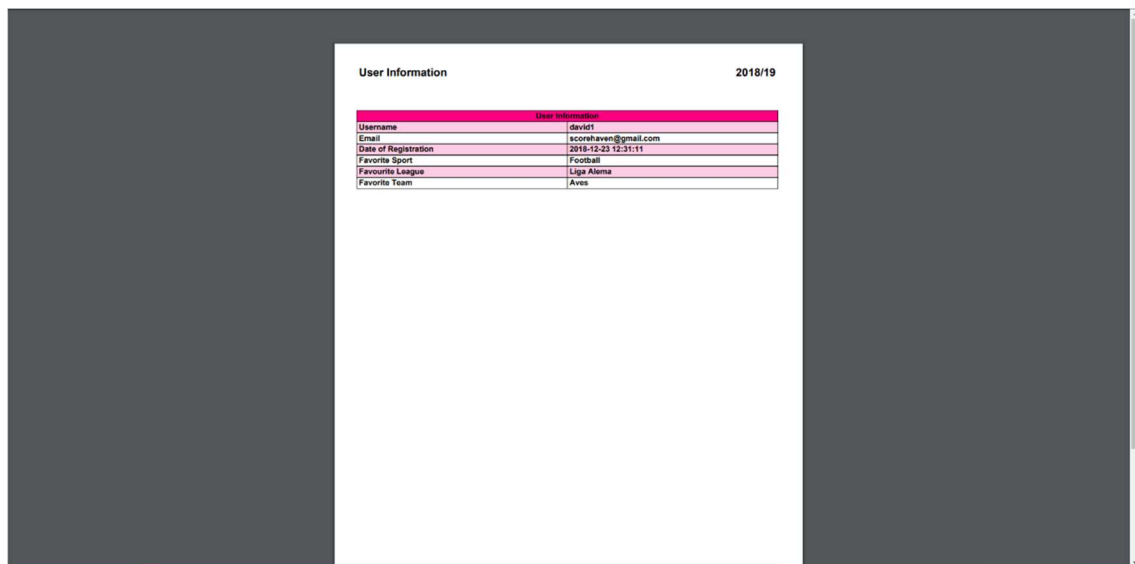 User Information 2018/19
User Information
Username david1
Email scorehaven@gmail.com
Date of Registration 2018-12-23 12:31:11
Favorite Sport Football
Favourite League Liga Alema
Favorite Team Aves